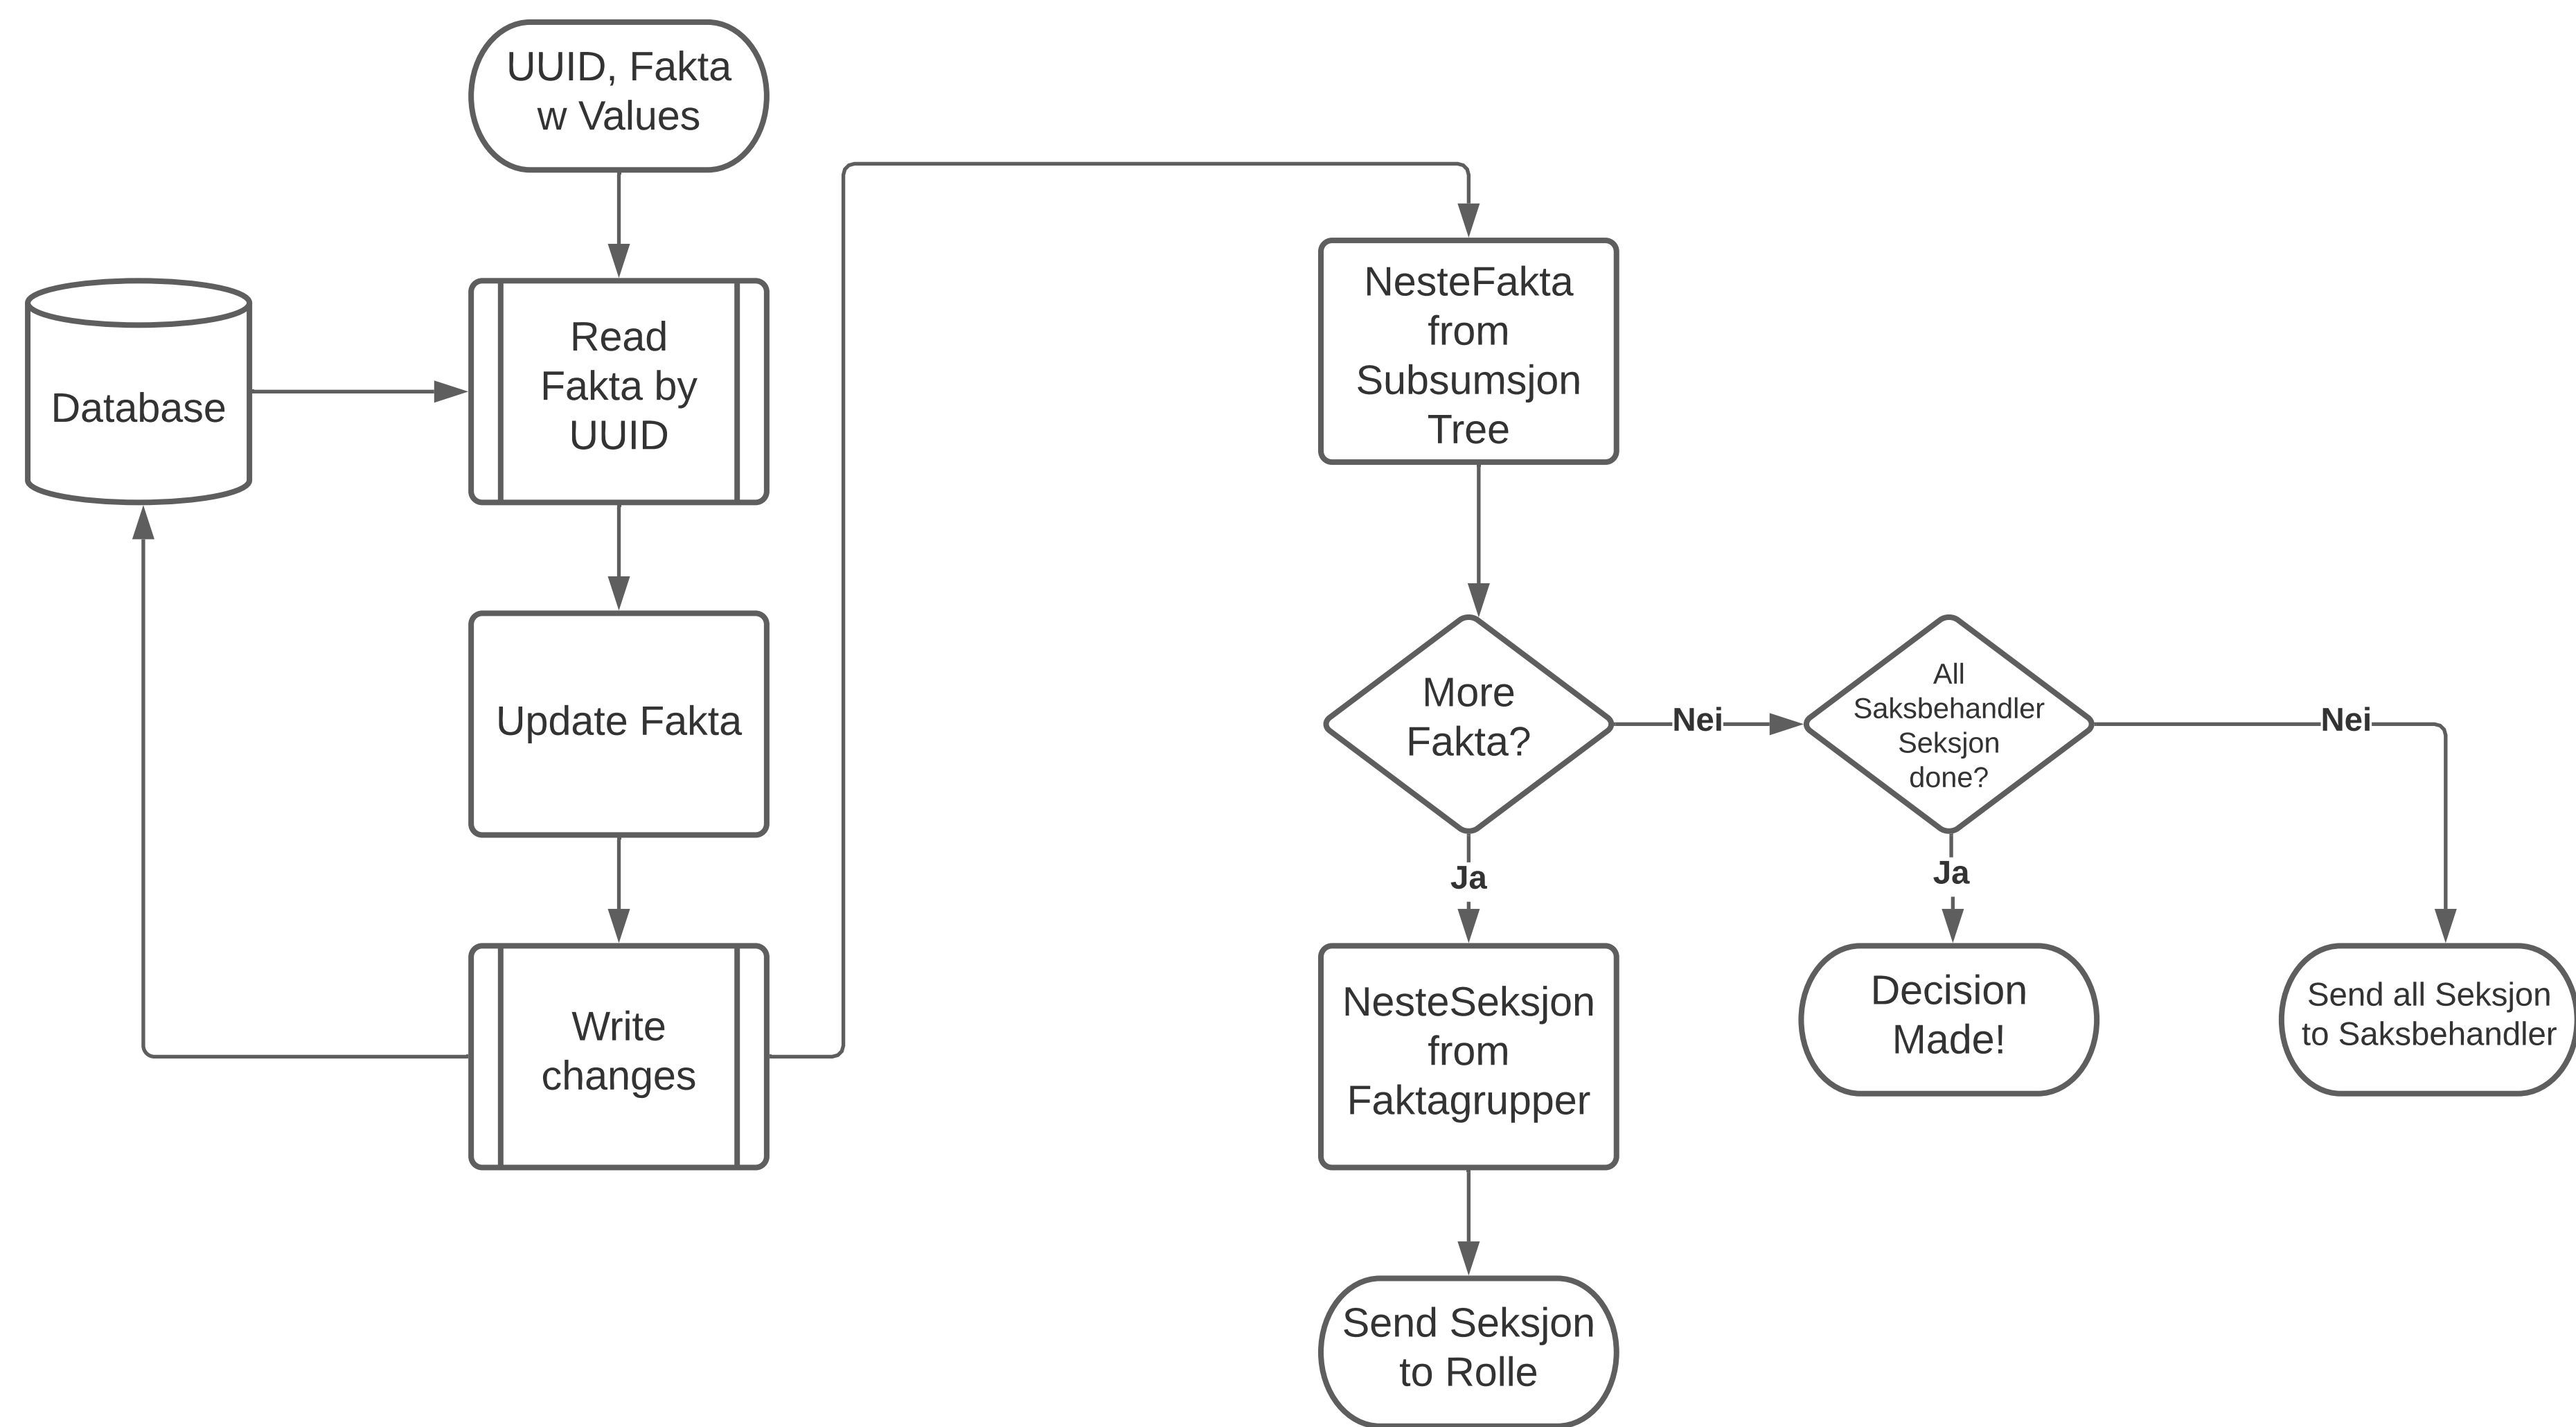 UUID, Fakta
w Values
Database
Read
Fakta by
UUID
Update Fakta
Write
changes
NesteFakta
from
Subsumsjon
Tree
More
Fakta?
Nei
All
Saksbehandler
Seksjon
done?
Nei
Ja
Ja
NesteSeksjon
from
Faktagrupper
Decision
Made!
Send all Seksjon
to Saksbehandler
Send Seksjon
to Rolle